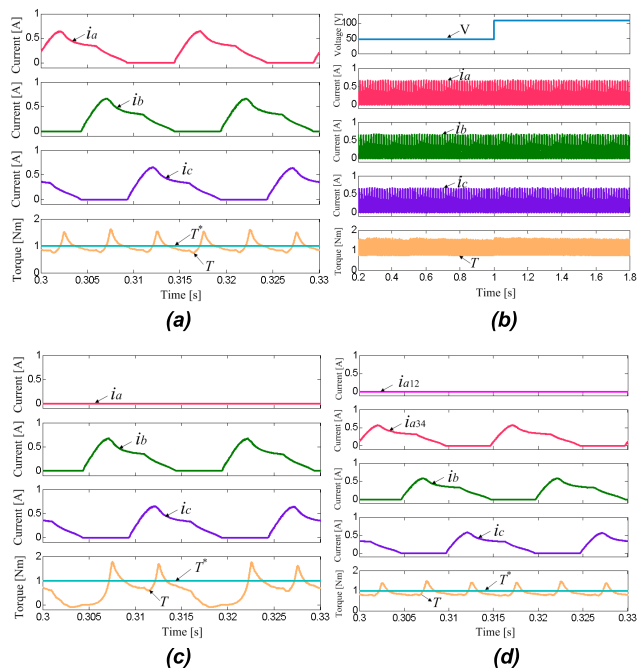 Current [A]
1
0.5
0
ia
Current [A]
1
0.5
0
ib
Current [A]
1
0.5
0
ic
Torque [Nm]
2
1
0
T*
T
0.3 0.305 0.31 0.315 0.32 0.325 0.33
Time [s]
(a)
Voltage [V]
100
50
0
V
Current [A]
1
0.5
0
ia
Current [A]
1
0.5
0
ib
Current [A]
1
0.5
0
ic
Torque [Nm]
2
1
0
T
0.2 0.4 0.6 0.8 1 1.2 1.4 1.6 1.8
Time [s]
(b)
Current [A]
1
0.5
0
ia
Current [A]
1
0.5
0
ib
Current [A]
1
0.5
0
ic
Torque [Nm]
2
1
0
T*
T
0.3 0.305 0.31 0.315 0.32 0.325 0.33
Time [s]
(c)
Current [A]
1
0.5
0
ia12
Current [A]
1
0.5
0
ia34
Current [A]
1
0.5
0
ib
Current [A]
1
0.5
0
ic
Torque [Nm]
2
1
0
T*
T
0.3 0.305 0.31 0.315 0.32 0.325 0.33
Time [s]
(d)